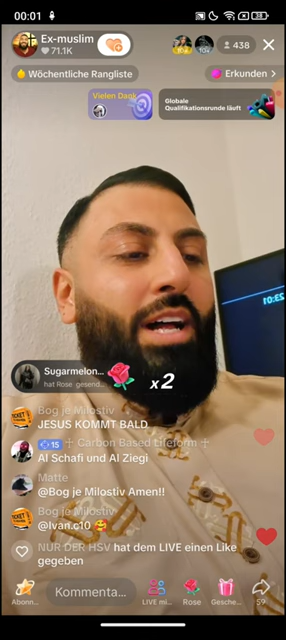 00:01
38
Ex-muslim
71.1K
438
Wöchentliche Rangliste
Erkunden >
Vielen Dank
Globale
Qualifikationsrunde läuft
Sugarmelon...
hat Rose gesend...
x2
Bog je Milostiv
JESUS KOMMT BALD
15 ☩ Carbon Based Lifeform ☩
Al Schafi und Al Ziegi
Matte
@Bog je Milostiv Amen!!
Bog je Milostiv
@Ivan.c10 🥰
NUR DER HSV hat dem LIVE einen Like
gegeben
Abonn...
Kommenta...
LIVE mi...
Rose
Gesche...
59